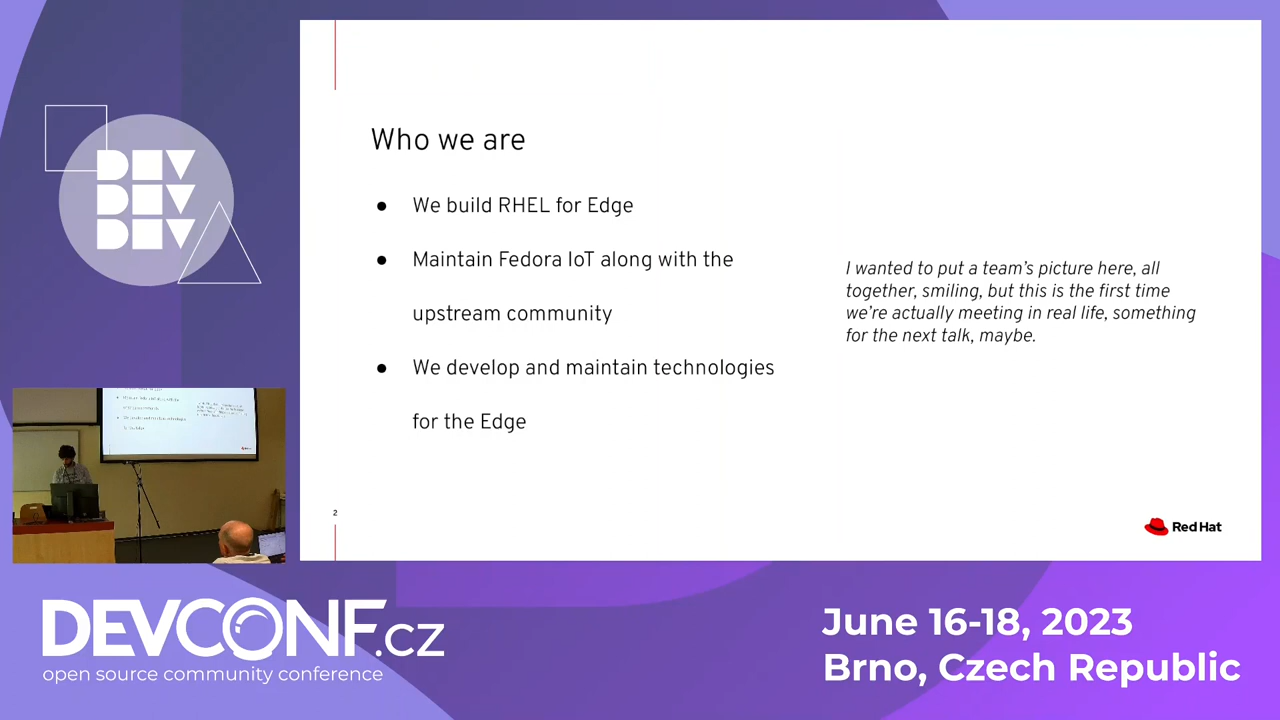 DEV
DEV
DEV
Who we are
● We build RHEL for Edge
● Maintain Fedora IoT along with the
upstream community
● We develop and maintain technologies
for the Edge
I wanted to put a team's picture here, all
together, smiling, but this is the first time
we're actually meeting in real life, something
for the next talk, maybe.
2
Red Hat
DEVCONF.cz
open source community conference
June 16-18, 2023
Brno, Czech Republic